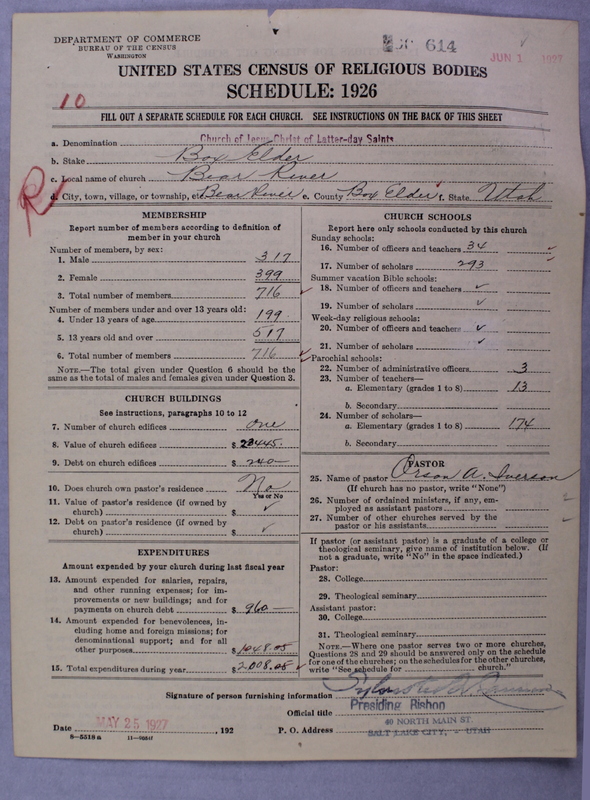 DEPARTMENT OF COMMERCE
BUREAU OF THE CENSUS
WASHINGTON
614
JUN 1 1927
UNITED STATES CENSUS OF RELIGIOUS BODIES
SCHEDULE: 1926
10
FILL OUT A SEPARATE SCHEDULE FOR EACH CHURCH. SEE INSTRUCTIONS ON THE BACK OF THIS SHEET
a. Denomination Church of Jesus Christ of Latter-day Saints
b. Stake Box Elder
c. Local name of church Bear River
R
d. City, town, village, or township, etc. Bear River e. County Box Elder f. State Utah
MEMBERSHIP
Report number of members according to definition of
member in your church
Number of members, by sex:
1. Male 317
2. Female 399
3. Total number of members 716
Number of members under and over 13 years old:
4. Under 13 years of age 199
5. 13 years old and over 517
6. Total number of members 716
NOTE.—The total given under Question 6 should be
same as the total of males and females given under Question 3.
CHURCH BUILDINGS
See instructions, paragraphs 10 to 12
7. Number of church edifices one
8. Value of church edifices $
9. Debt on church edifices $ 240
10. Does church own pastor's residence No
Yes or No
11. Value of pastor's residence (if owned by
church) $ ✓
12. Debt on pastor's residence (if owned by
church) $ ✓
EXPENDITURES
Amount expended by your church during last fiscal year
13. Amount expended for salaries, repairs,
and other running expenses; for im-
provements or new buildings; and for
payments on church debt $ 960—
14. Amount expended for benevolences, in-
cluding home and foreign missions; for
denominational support; and for all
other purposes $ 1048.05
15. Total expenditures during year $ 2,008.05
CHURCH SCHOOLS
Report here only schools conducted by this church
Sunday schools:
16. Number of officers and teachers 34
17. Number of scholars 293
Summer vacation Bible schools:
18. Number of officers and teachers ✓
19. Number of scholars ✓
Week-day religious schools:
20. Number of officers and teachers ✓
21. Number of scholars ✓
Parochial schools:
22. Number of administrative officers 3
23. Number of teachers—
a. Elementary (grades 1 to 8) 13
b. Secondary
24. Number of scholars—
a. Elementary (grades 1 to 8) 174
b. Secondary
PASTOR
25. Name of pastor Orson A. Iverson
(If church has no pastor, write "None")
26. Number of ordained ministers, if any, em-
ployed as assistant pastors
27. Number of other churches served by the
pastor or his assistants
If pastor (or assistant pastor) is a graduate of a college or
theological seminary, give name of institution below. (If
not a graduate, write "No" in the space indicated.)
Pastor:
28. College
29. Theological seminary
Assistant pastor:
30. College
31. Theological seminary
NOTE.—Where one pastor serves two or more churches,
Questions 28 and 29 should be answered only on the schedule
for one of the churches; on the schedules for the other churches,
write "See schedule for church."
Signature of person furnishing information
Official title Presiding Bishop
Date MAY 25 1927, 192 P. O. Address 40 NORTH MAIN ST.
SALT LAKE CITY, UTAH